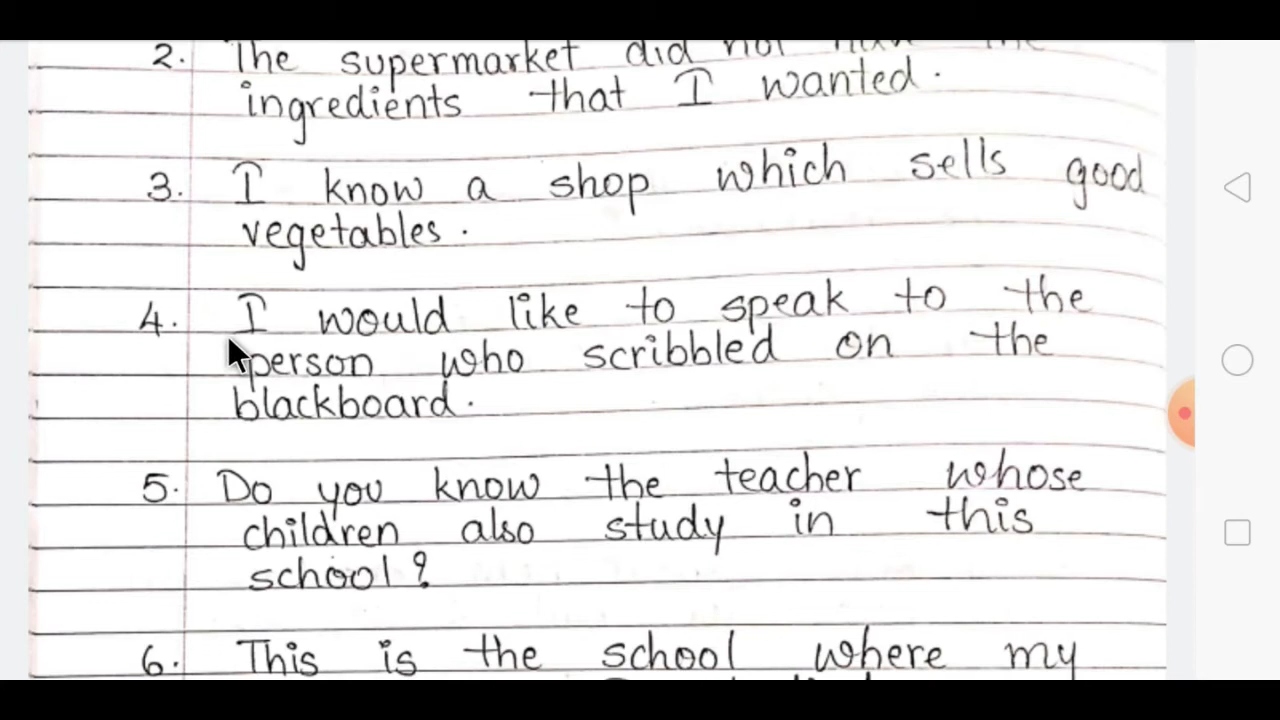 2. The supermarket did not the
ingredients that I wanted.
3. I know a shop which sells good
vegetables.
4. I would like to speak to the
person who scribbled on the
blackboard.
5. Do you know the teacher whose
children also study in this
school?
6. This is the school where my